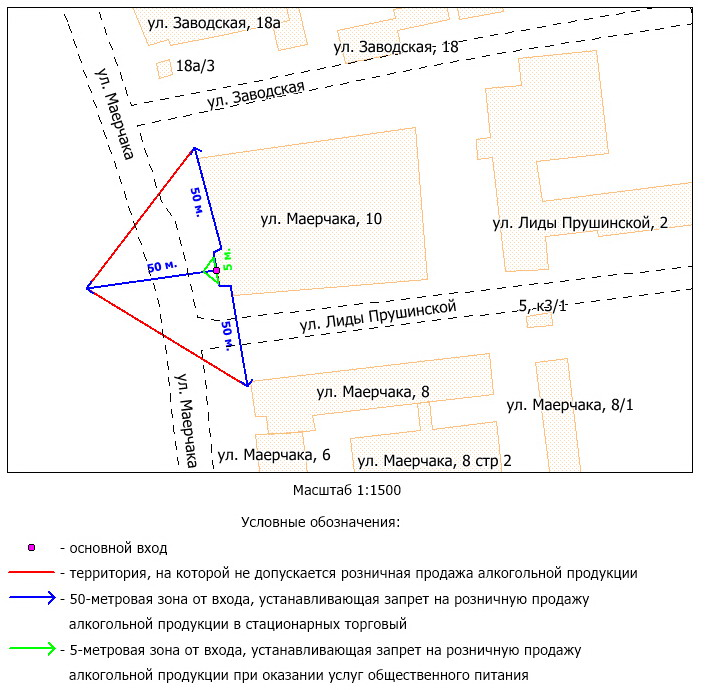 ул. Заводская, 18а
ул. Заводская, 18
18а/3
ул. Маерчака
ул. Заводская
50 м.
ул. Маерчака, 10
ул. Лиды Прушинской, 2
5 м.
50 м.
5, к3/1
ул. Лиды Прушинской
50 м.
ул. Маерчака
ул. Маерчака, 8
ул. Маерчака, 8/1
ул. Маерчака, 6
ул. Маерчака, 8 стр 2
Масштаб 1:1500
Условные обозначения:
- основной вход
- территория, на которой не допускается розничная продажа алкогольной продукции
- 50-метровая зона от входа, устанавливающая запрет на розничную продажу
алкогольной продукции в стационарных торговый
- 5-метровая зона от входа, устанавливающая запрет на розничную продажу
алкогольной продукции при оказании услуг общественного питания